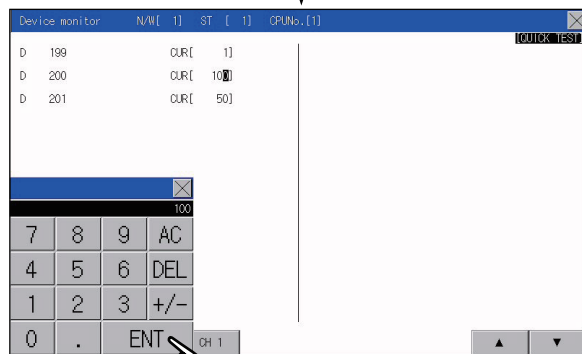 Device monitor N/W[ 1] ST [ 1] CPUNo.[1]
[QUICK TEST]
D 199 CUR[ 1]
D 200 CUR[ 100]
D 201 CUR[ 50]
100
7 8 9 AC
4 5 6 DEL
1 2 3 +/-
0 . ENT
CH 1